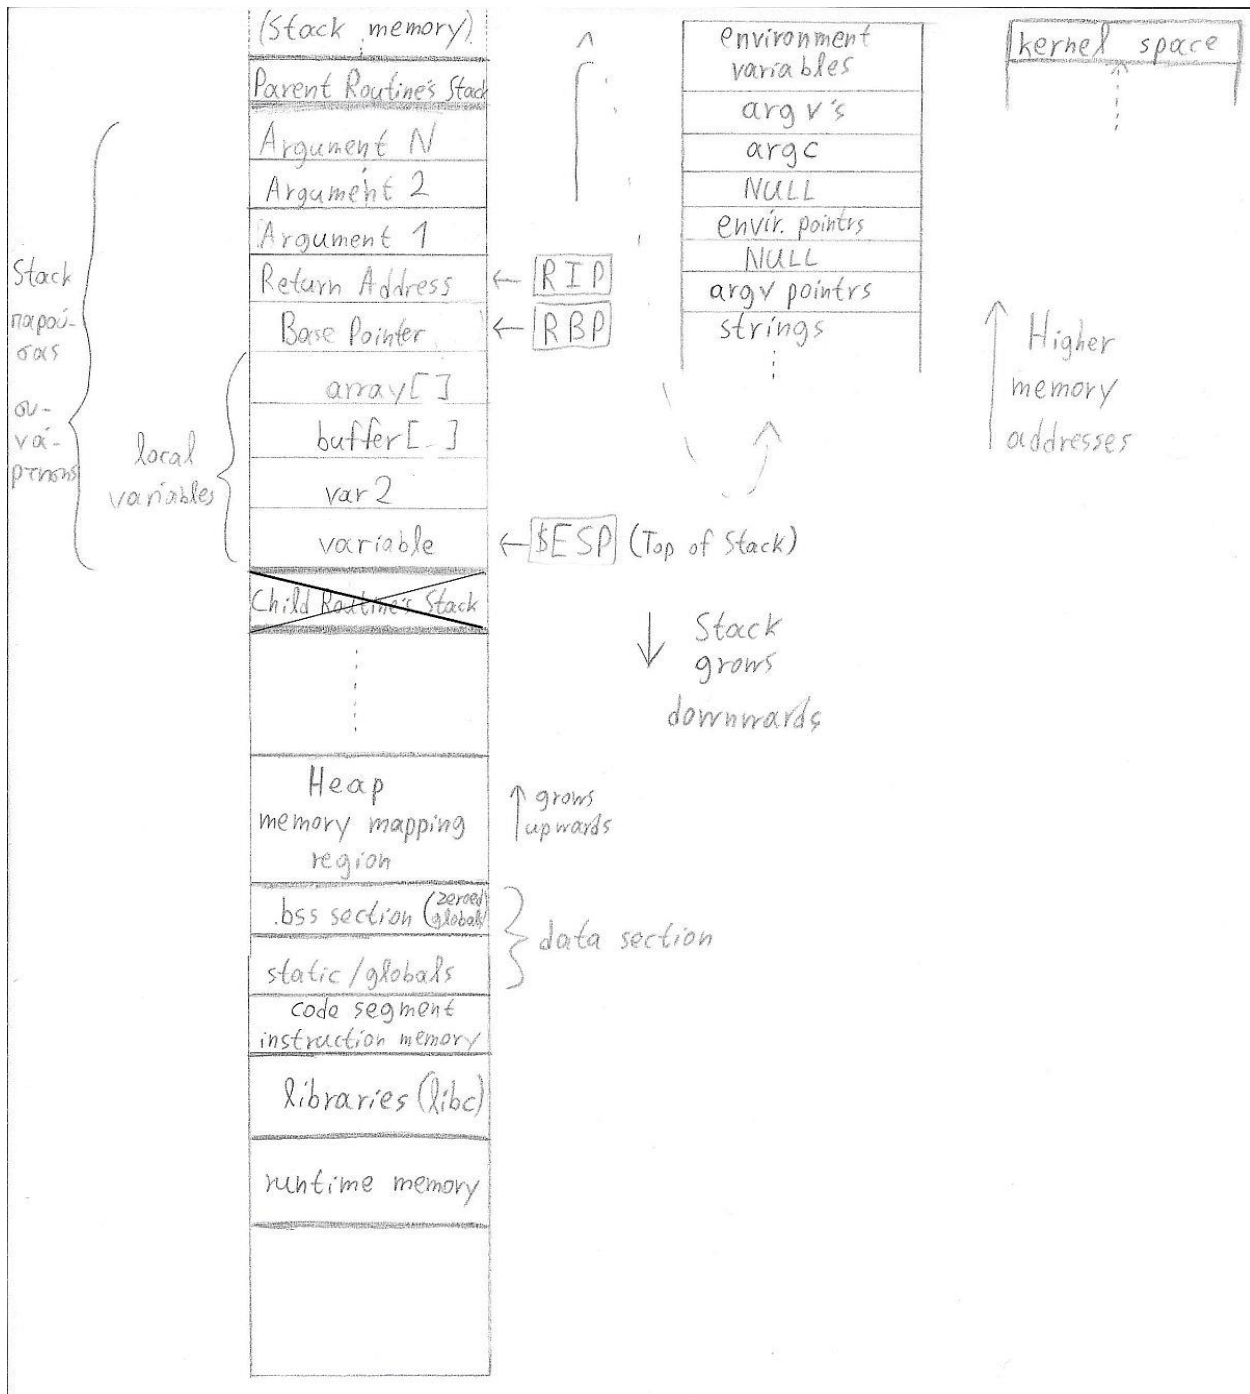 (Stack memory)
Parent Routine's Stack
Argument N
Argument 2
Argument 1
Return Address
Base Pointer
array[ ]
buffer[..]
var2
variable
Child Routine's Stack
Heap
memory mapping
region
.bss section (zeroed
globals)
static/globals
code segment
instruction memory
libraries (libc)
runtime memory
Stack
παρού-
σας
συ-
νά-
ρτησης
local
variables
← RIP
← RBP
← $ESP (Top of Stack)
Stack
grows
downwards
grows
upwards
data section
environment
variables
argv's
argc
NULL
envir. pointrs
NULL
argv pointrs
strings
kernel space
Higher
memory
addresses